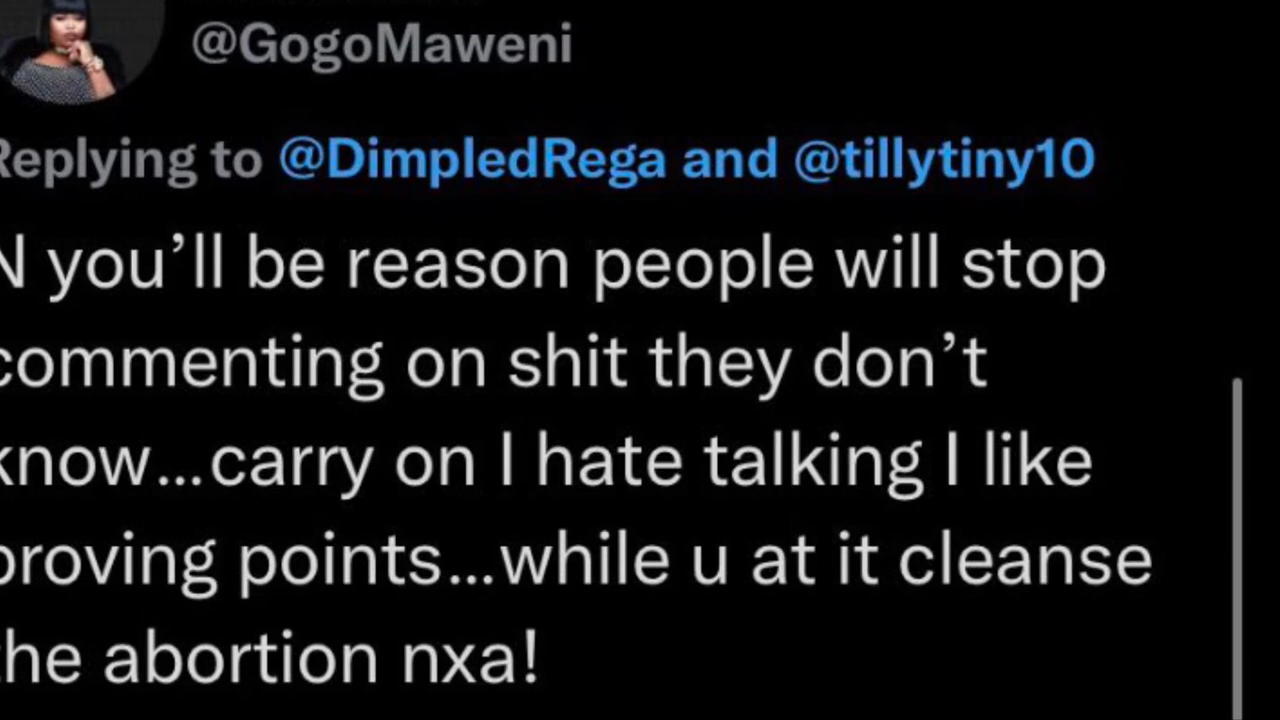 @GogoMaweni
Replying to @DimpledRega and @tillytiny10
N you’ll be reason people will stop
commenting on shit they don’t
know...carry on I hate talking I like
proving points...while u at it cleanse
the abortion nxa!